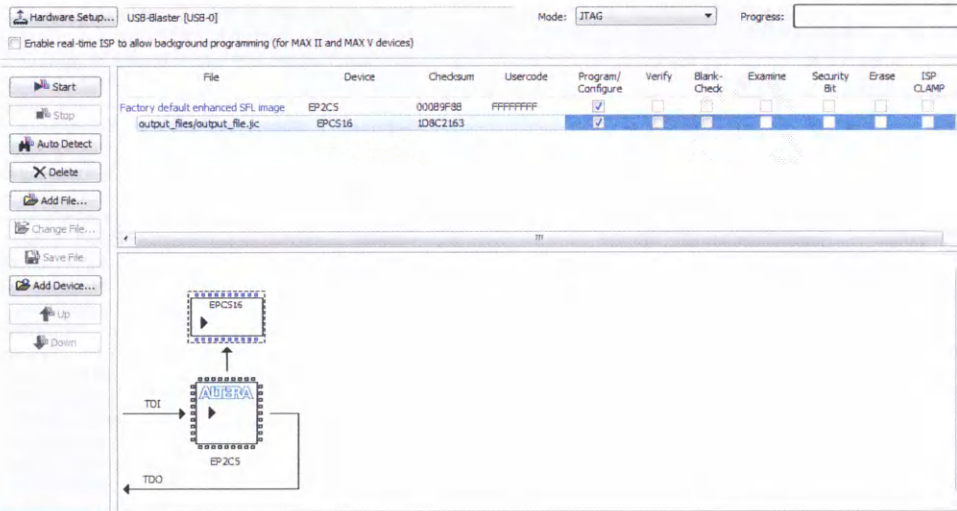 Hardware Setup... USB-Blaster [USB-0] Mode: JTAG Progress:
Enable real-time ISP to allow background programming (for MAX II and MAX V devices)
File Device Checksum Usercode Program/ Configure Verify Blank- Check Examine Security Bit Erase ISP CLAMP
Factory default enhanced SFL image EP2C5 00089F88 FFFFFFFF
output_files/output_file.jic EPCS16 1D8C2163
Start
Stop
Auto Detect
Delete
Add File...
Change File...
Save File
Add Device...
Up
Down
EPCS16
ALTERA
TDI
EP2C5
TDO